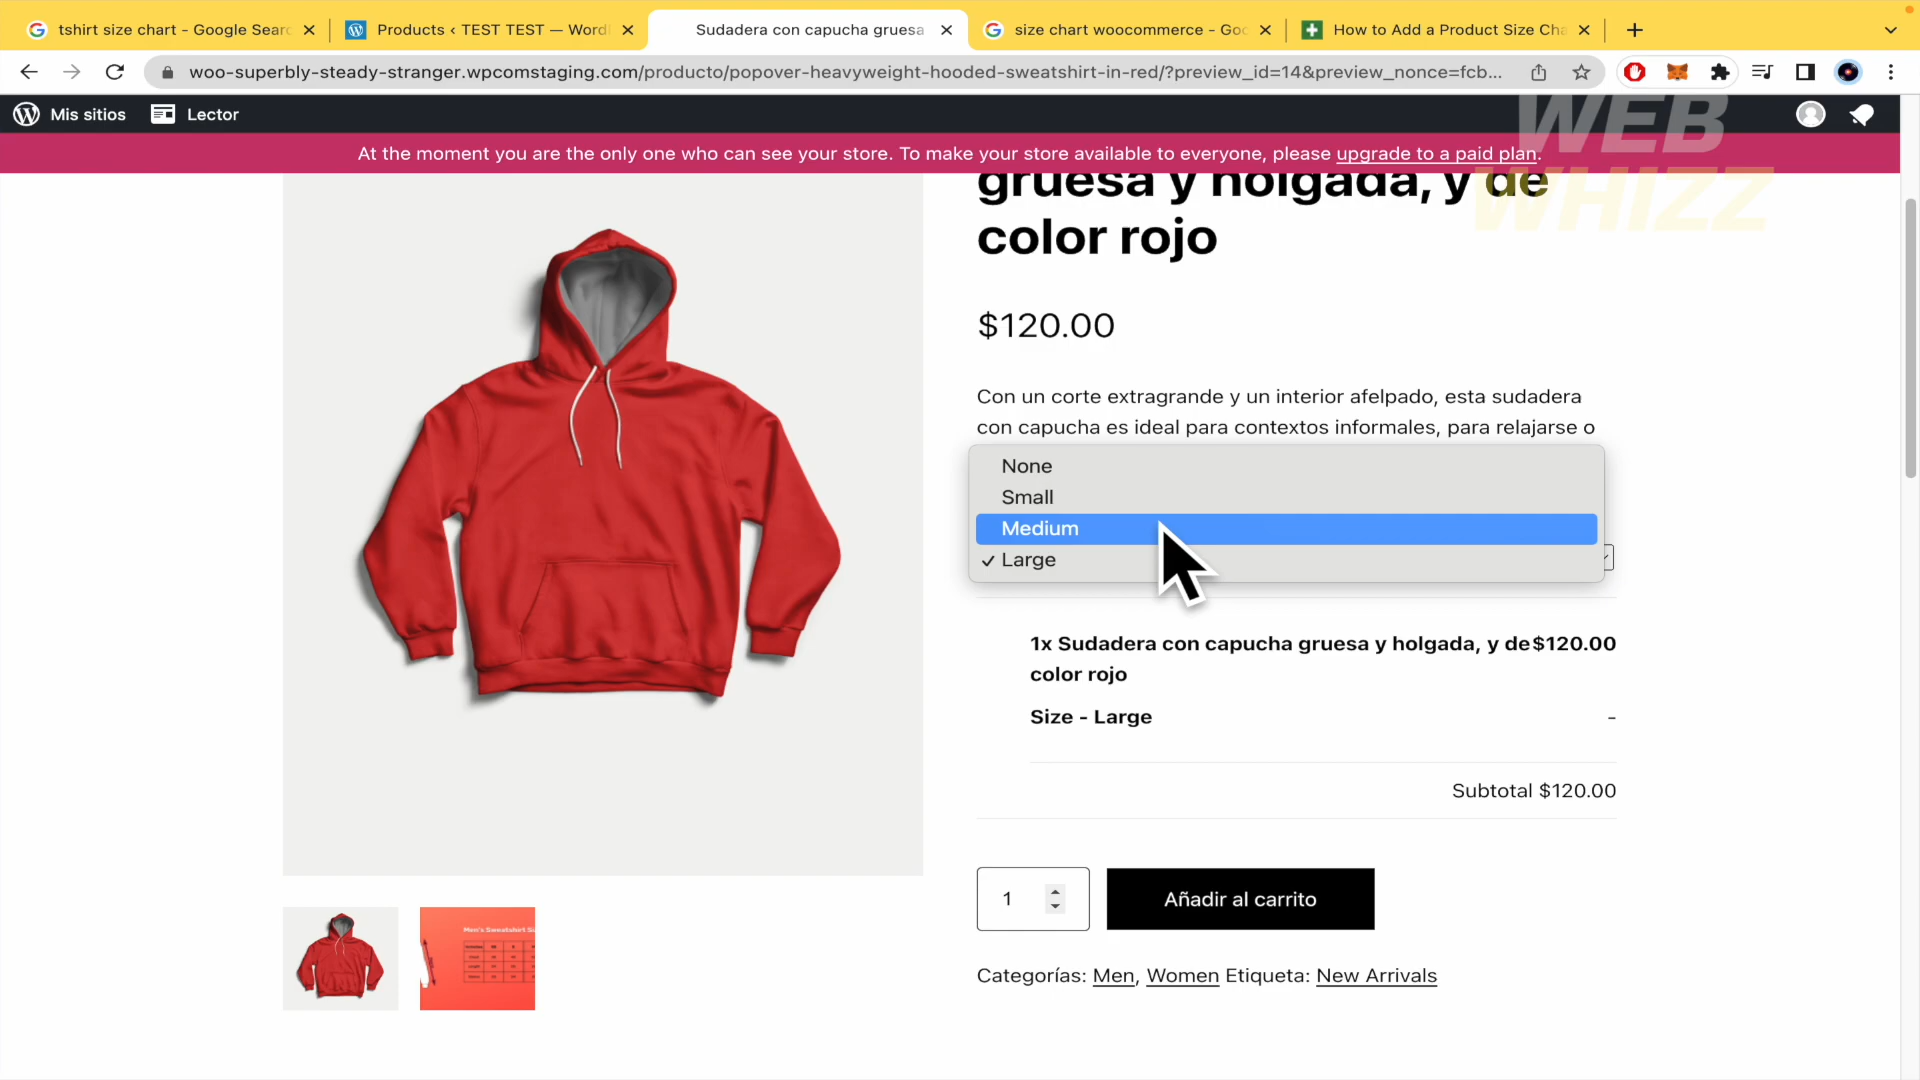 tshirt size chart - Google Searc
Products ‹ TEST TEST — Word
Sudadera con capucha gruesa
size chart woocommerce - Goo
How to Add a Product Size Cha
woo-superbly-steady-stranger.wpcomstaging.com/producto/popover-heavyweight-hooded-sweatshirt-in-red/?preview_id=14&preview_nonce=fcb...
Mis sitios
Lector
WEB
WHIZZ
At the moment you are the only one who can see your store. To make your store available to everyone, please upgrade to a paid plan.
gruesa y holgada, y de
color rojo
$120.00
Con un corte extragrande y un interior afelpado, esta sudadera
con capucha es ideal para contextos informales, para relajarse o
None
Small
Medium
✓ Large
1x Sudadera con capucha gruesa y holgada, y de $120.00
color rojo
Size - Large -
Subtotal $120.00
1
Añadir al carrito
Categorías: Men, Women Etiqueta: New Arrivals
Men's Sweatshirt Si